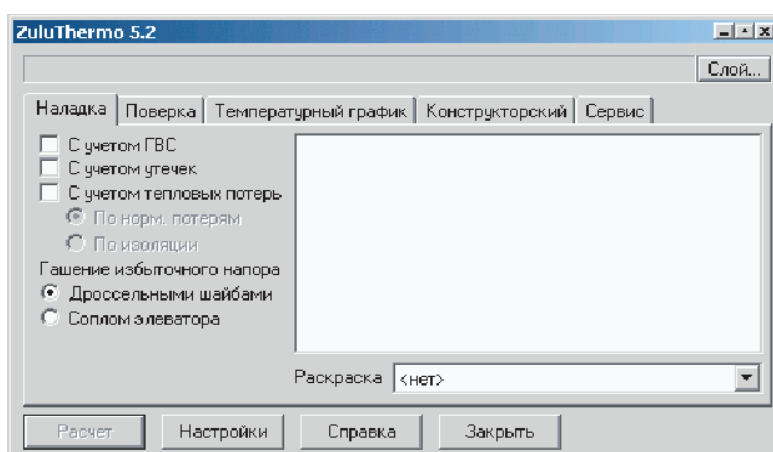 ZuluThermo 5.2
Слой...
Наладка Поверка Температурный график Конструкторский Сервис
С учетом ГВС
С учетом утечек
С учетом тепловых потерь
По норм. потерям
По изоляции
Гашение избыточного напора
Дроссельными шайбами
Соплом элеватора
Раскраска <нет>
Расчет Настройки Справка Закрыть